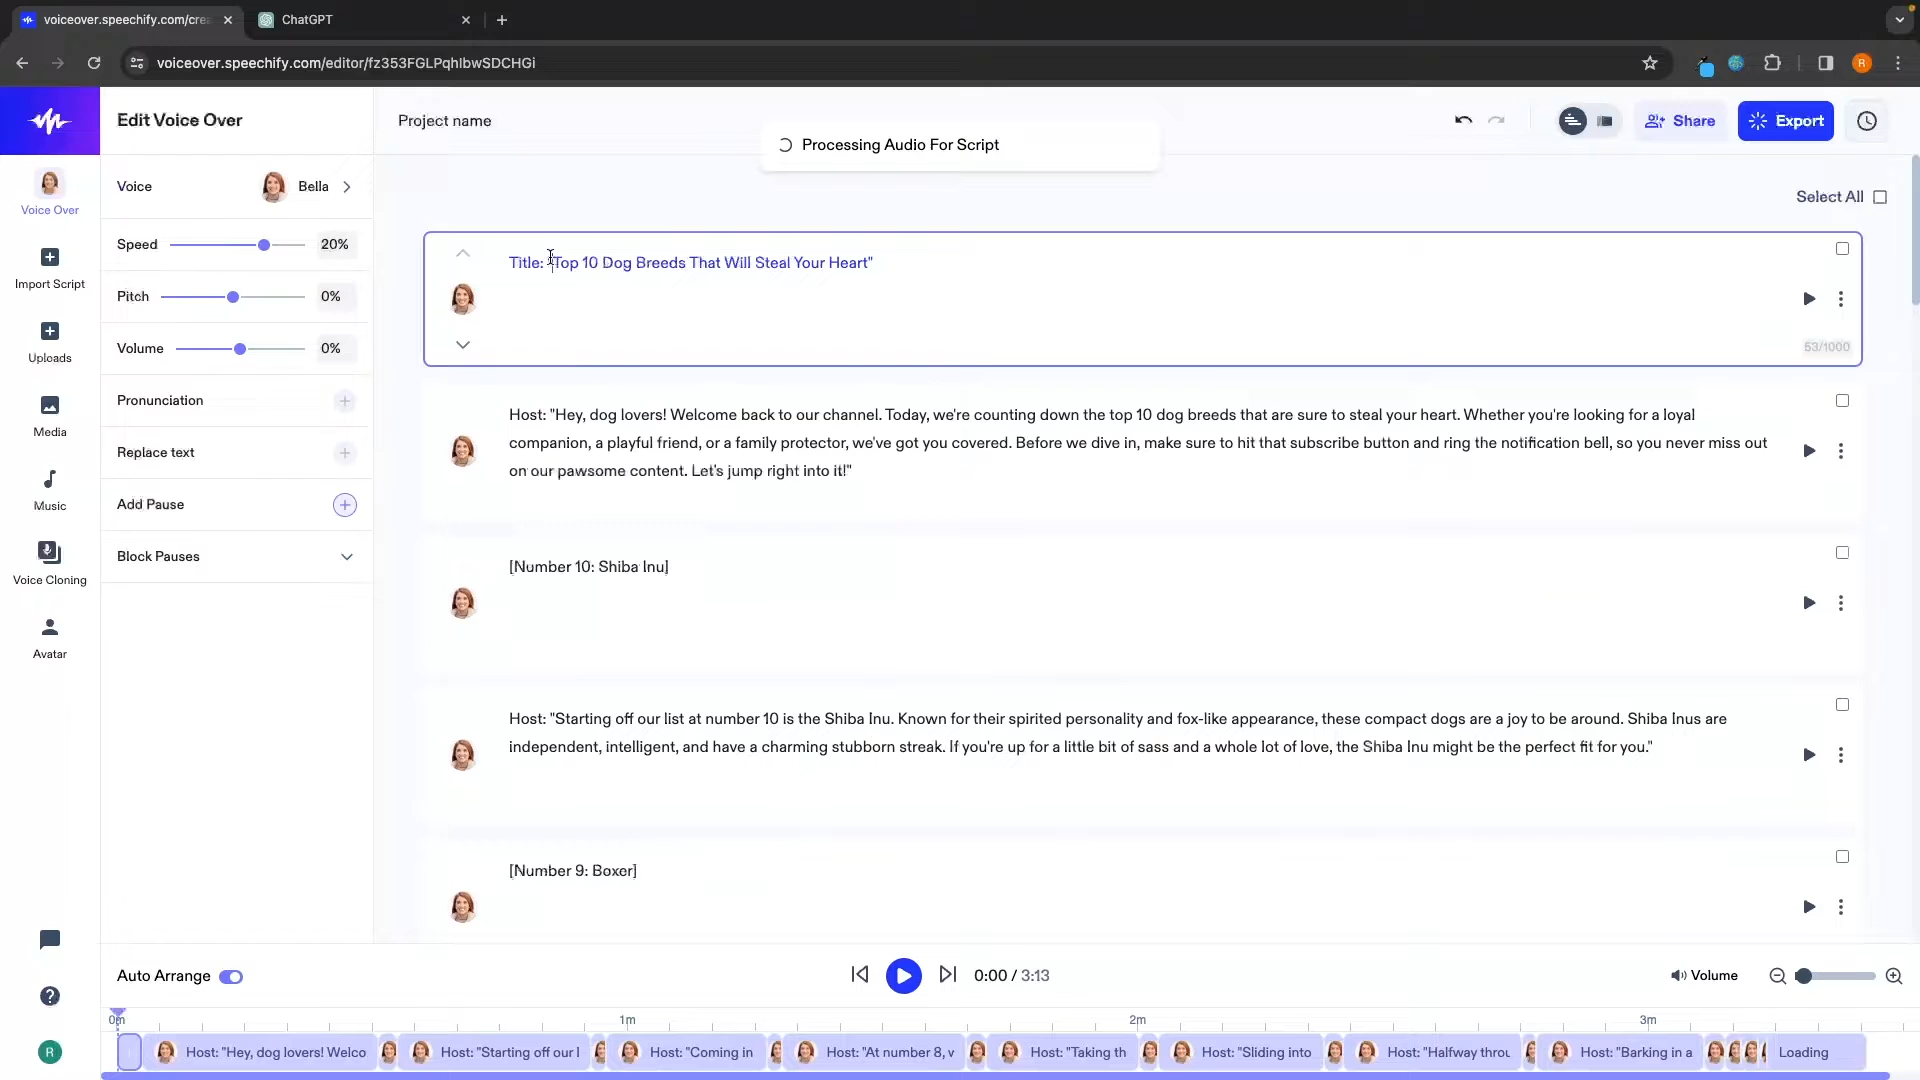 voiceover.speechify.com/crea
ChatGPT
voiceover.speechify.com/editor/fz353FGLPqhlbwSDCHGi
R
Edit Voice Over
Project name
Processing Audio For Script
Share
Export
Voice Over
Import Script
Uploads
Media
Music
Voice Cloning
Avatar
R
Voice
Bella
Speed
20%
Pitch
0%
Volume
0%
Pronunciation
Replace text
Add Pause
Block Pauses
Select All
Title: "Top 10 Dog Breeds That Will Steal Your Heart"
53/1000
Host: "Hey, dog lovers! Welcome back to our channel. Today, we're counting down the top 10 dog breeds that are sure to steal your heart. Whether you're looking for a loyal
companion, a playful friend, or a family protector, we've got you covered. Before we dive in, make sure to hit that subscribe button and ring the notification bell, so you never miss out
on our pawsome content. Let's jump right into it!"
[Number 10: Shiba Inu]
Host: "Starting off our list at number 10 is the Shiba Inu. Known for their spirited personality and fox-like appearance, these compact dogs are a joy to be around. Shiba Inus are
independent, intelligent, and have a charming stubborn streak. If you're up for a little bit of sass and a whole lot of love, the Shiba Inu might be the perfect fit for you."
[Number 9: Boxer]
Auto Arrange
0:00 / 3:13
Volume
0m
1m
2m
3m
Host: "Hey, dog lovers! Welco
Host: "Starting off our l
Host: "Coming in
Host: "At number 8, v
Host: "Taking th
Host: "Sliding into
Host: "Halfway throu
Host: "Barking in a
Loading